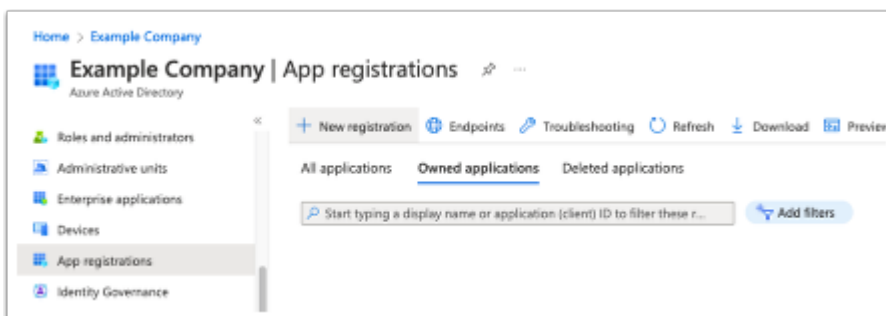 Home > Example Company
Example Company | App registrations ...
Azure Active Directory
«
Roles and administrators
Administrative units
Enterprise applications
Devices
App registrations
Identity Governance
+ New registration Endpoints Troubleshooting Refresh Download Preview
All applications Owned applications Deleted applications
Start typing a display name or application (client) ID to filter these r... Add filters